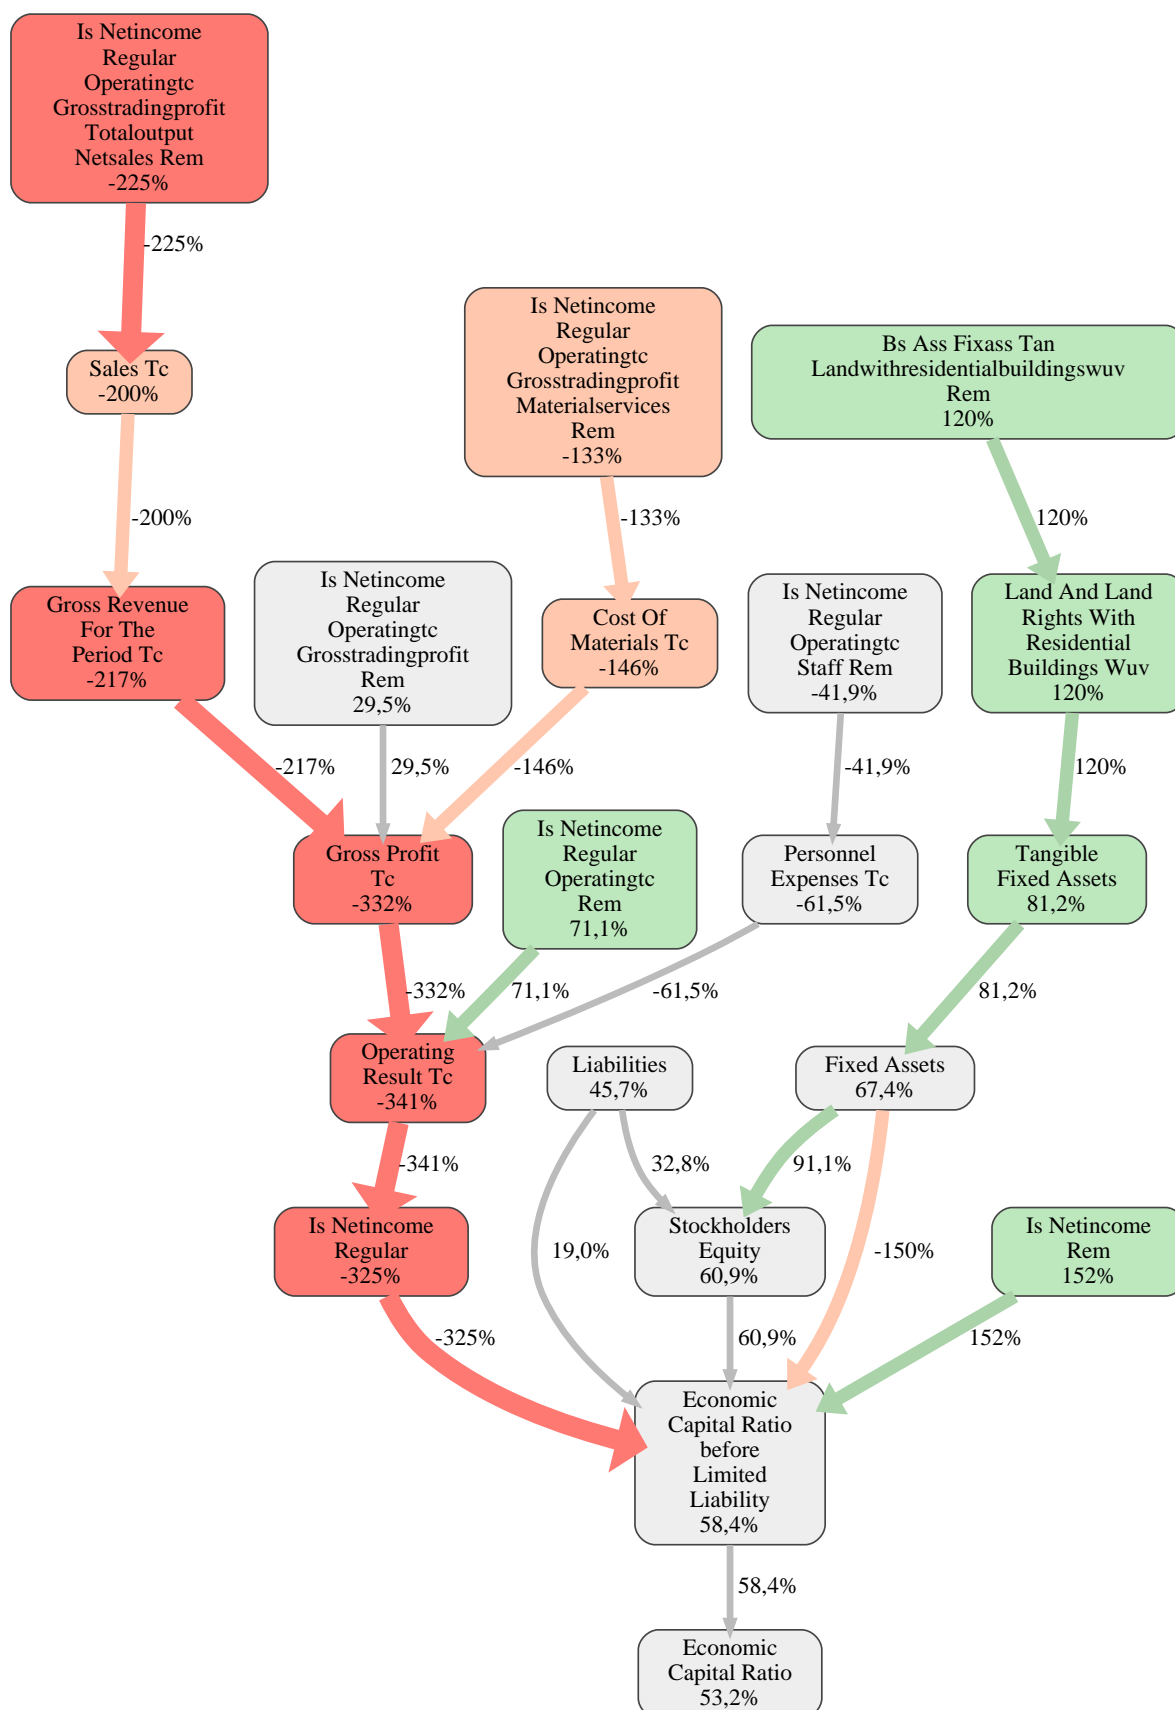 Is Netincome
Regular
Operatingtc
Grosstradingprofit
Totaloutput
Netsales Rem
-225%
-225%
Sales Tc
-200%
-200%
Is Netincome
Regular
Operatingtc
Grosstradingprofit
Materialservices
Rem
-133%
-133%
Bs Ass Fixass Tan
Landwithresidentialbuildingswuv
Rem
120%
120%
Gross Revenue
For The
Period Tc
-217%
-217%
Is Netincome
Regular
Operatingtc
Grosstradingprofit
Rem
29,5%
29,5%
Cost Of
Materials Tc
-146%
-146%
Is Netincome
Regular
Operatingtc
Staff Rem
-41,9%
-41,9%
Land And Land
Rights With
Residential
Buildings Wuv
120%
120%
Gross Profit
Tc
-332%
-332%
Is Netincome
Regular
Operatingtc
Rem
71,1%
71,1%
Personnel
Expenses Tc
-61,5%
-61,5%
Tangible
Fixed Assets
81,2%
81,2%
Operating
Result Tc
-341%
-341%
Liabilities
45,7%
32,8%
19,0%
Fixed Assets
67,4%
91,1%
-150%
Is Netincome
Regular
-325%
-325%
Stockholders
Equity
60,9%
60,9%
Is Netincome
Rem
152%
152%
Economic
Capital Ratio
before
Limited
Liability
58,4%
58,4%
Economic
Capital Ratio
53,2%